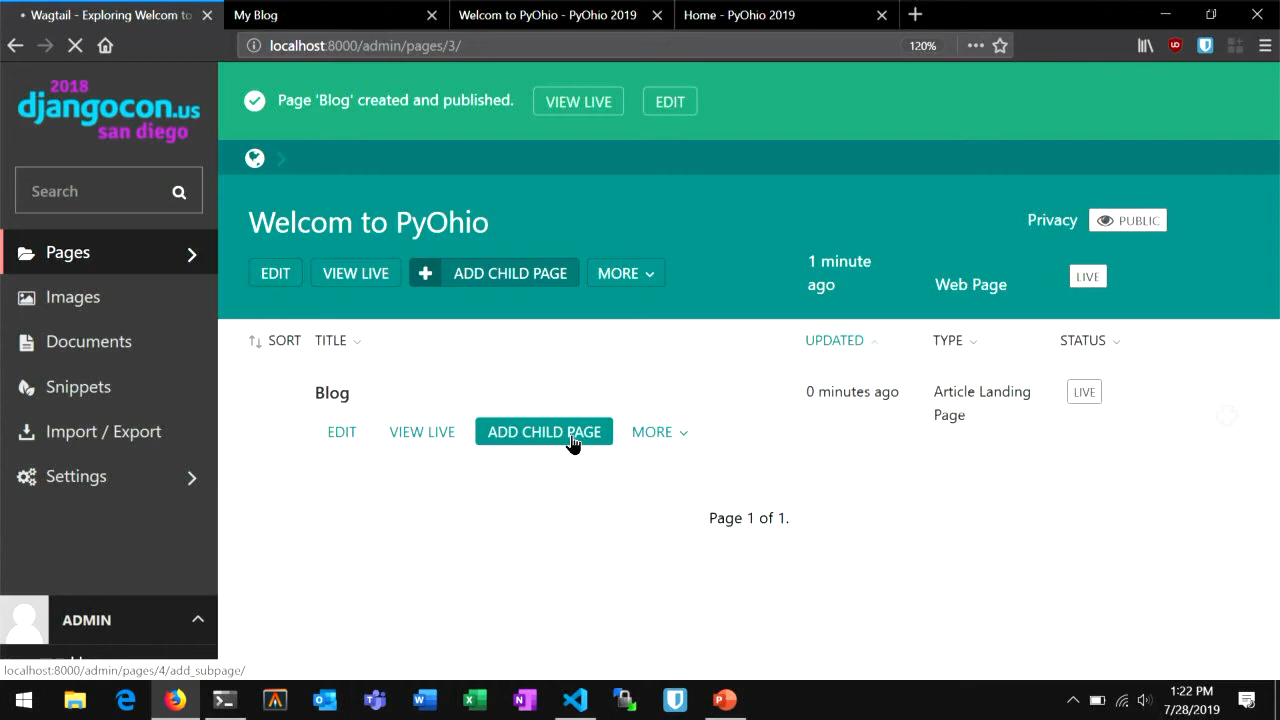 Wagtail - Exploring Welcom to
My Blog
Welcome to PyOhio - PyOhio 2019
Home - PyOhio 2019
localhost:8000/admin/pages/3/
120%
2018
djangocon.us
san diego
Search
Pages
Images
Documents
Snippets
Import / Export
Settings
ADMIN
Page 'Blog' created and published.
VIEW LIVE
EDIT
Welcom to PyOhio
Privacy
PUBLIC
EDIT
VIEW LIVE
ADD CHILD PAGE
MORE
1 minute
ago
Web Page
LIVE
SORT
TITLE
UPDATED
TYPE
STATUS
Blog
0 minutes ago
Article Landing
Page
LIVE
EDIT
VIEW LIVE
ADD CHILD PAGE
MORE
Page 1 of 1.
localhost:8000/admin/pages/4/add_subpage/
1:22 PM
7/28/2019